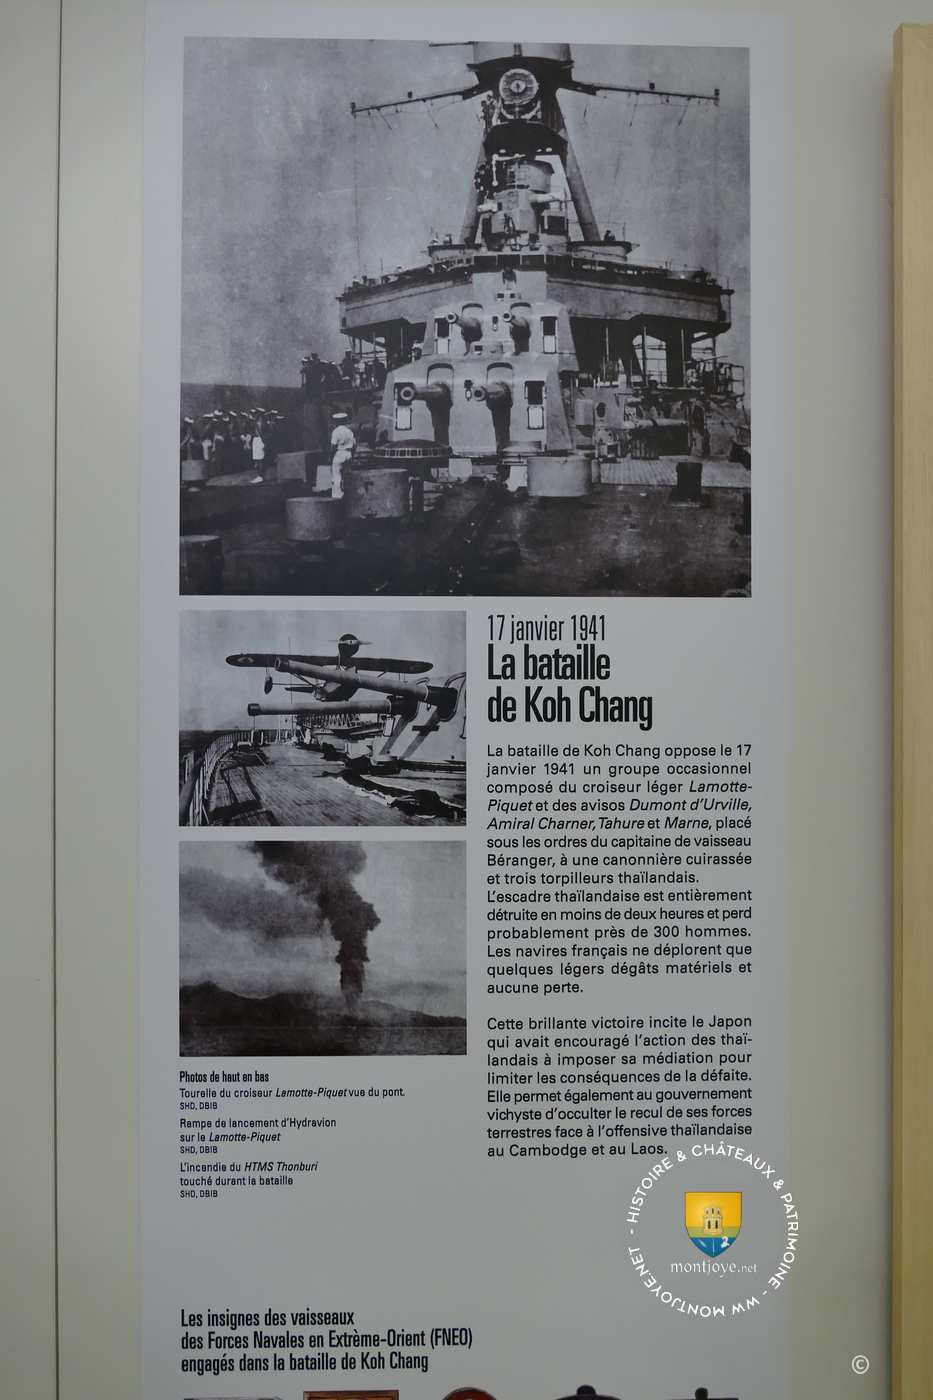 17 janvier 1941
La bataille
de Koh Chang
La bataille de Koh Chang oppose le 17
janvier 1941 un groupe occasionnel
composé du croiseur léger Lamotte-
Piquet et des avisos Dumont d'Urville,
Amiral Charner, Tahure et Marne, placé
sous les ordres du capitaine de vaisseau
Béranger, à une canonnière cuirassée
et trois torpilleurs thaïlandais.
L'escadre thaïlandaise est entièrement
détruite en moins de deux heures et perd
probablement près de 300 hommes.
Les navires français ne déplorent que
quelques légers dégâts matériels et
aucune perte.
Cette brillante victoire incite le Japon
qui avait encouragé l'action des thaï-
landais à imposer sa médiation pour
limiter les conséquences de la défaite.
Elle permet également au gouvernement
vichyste d'occulter le recul de ses forces
terrestres face à l'offensive thaïlandaise
au Cambodge et au Laos.
Photos de haut en bas
Tourelle du croiseur Lamotte-Piquet vue du pont.
SHD, DBIB
Rampe de lancement d'Hydravion
sur le Lamotte-Piquet
SHD, DBIB
L'incendie du HTMS Thonburi
touché durant la bataille
SHD, DBIB
Les insignes des vaisseaux
des Forces Navales en Extrême-Orient (FNEO)
engagés dans la bataille de Koh Chang
- HISTOIRE & CHÂTEAUX & PATRIMOINE - WW MONTJOYE.NET
montjoye.net
©